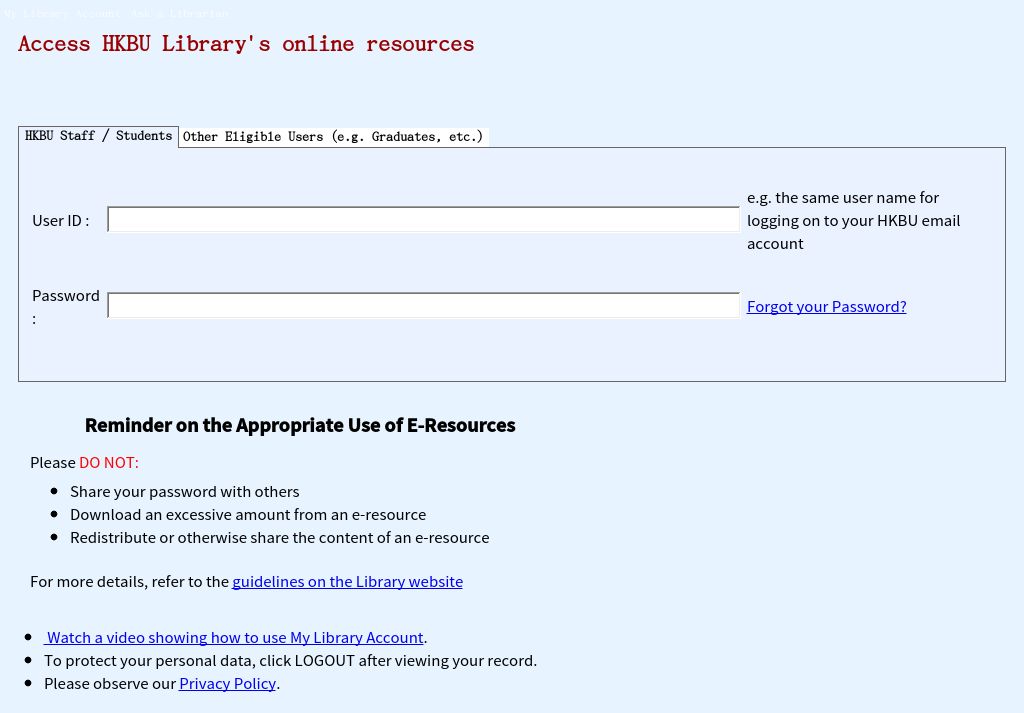 My Library Account Ask a Librarian
Access HKBU Library's online resources
HKBU Staff / Students
Other Eligible Users (e.g. Graduates, etc.)
User ID :
e.g. the same user name for
logging on to your HKBU email
account
Password
:
Forgot your Password?
Reminder on the Appropriate Use of E-Resources
Please DO NOT:
Share your password with others
Download an excessive amount from an e-resource
Redistribute or otherwise share the content of an e-resource
For more details, refer to the guidelines on the Library website
Watch a video showing how to use My Library Account.
To protect your personal data, click LOGOUT after viewing your record.
Please observe our Privacy Policy.